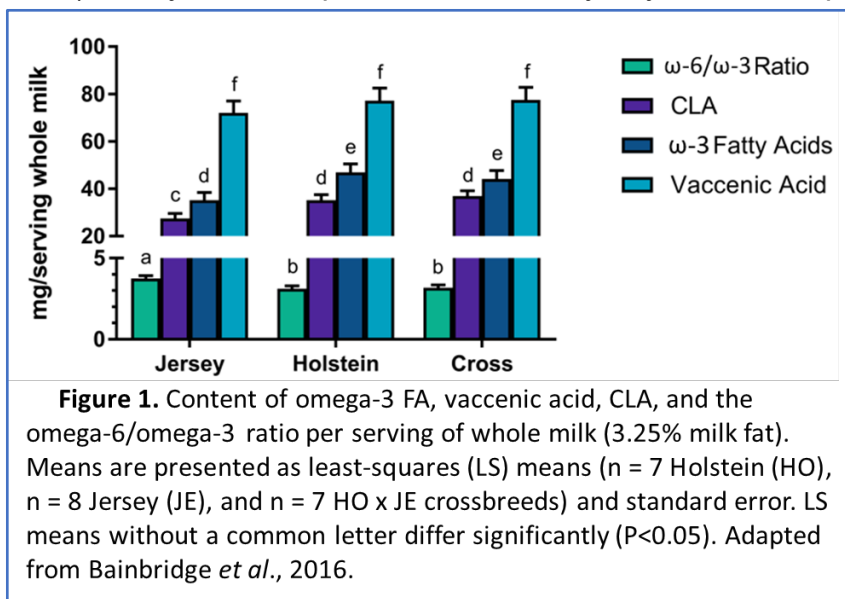 100
80
60
40
20
5
0
mg/serving whole milk
a
c
d
f
b
d
e
f
b
d
e
f
Jersey
Holstein
Cross
ω-6/ω-3 Ratio
CLA
ω-3 Fatty Acids
Vaccenic Acid
Figure 1. Content of omega-3 FA, vaccenic acid, CLA, and the
omega-6/omega-3 ratio per serving of whole milk (3.25% milk fat).
Means are presented as least-squares (LS) means (n = 7 Holstein (HO),
n = 8 Jersey (JE), and n = 7 HO x JE crossbreeds) and standard error. LS
means without a common letter differ significantly (P<0.05). Adapted
from Bainbridge et al., 2016.